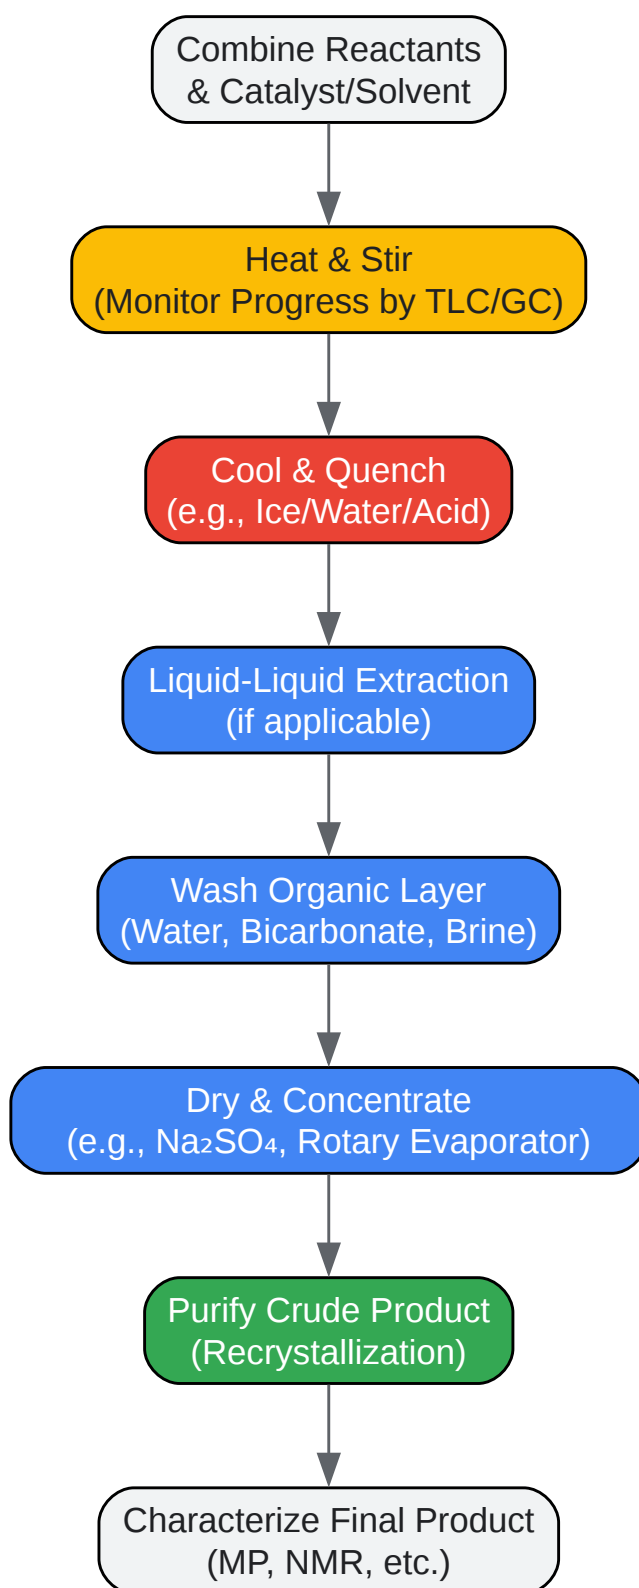 Combine Reactants
& Catalyst/Solvent
Heat & Stir
(Monitor Progress by TLC/GC)
Cool & Quench
(e.g., Ice/Water/Acid)
Liquid-Liquid Extraction
(if applicable)
Wash Organic Layer
(Water, Bicarbonate, Brine)
Dry & Concentrate
(e.g., Na₂SO₄, Rotary Evaporator)
Purify Crude Product
(Recrystallization)
Characterize Final Product
(MP, NMR, etc.)